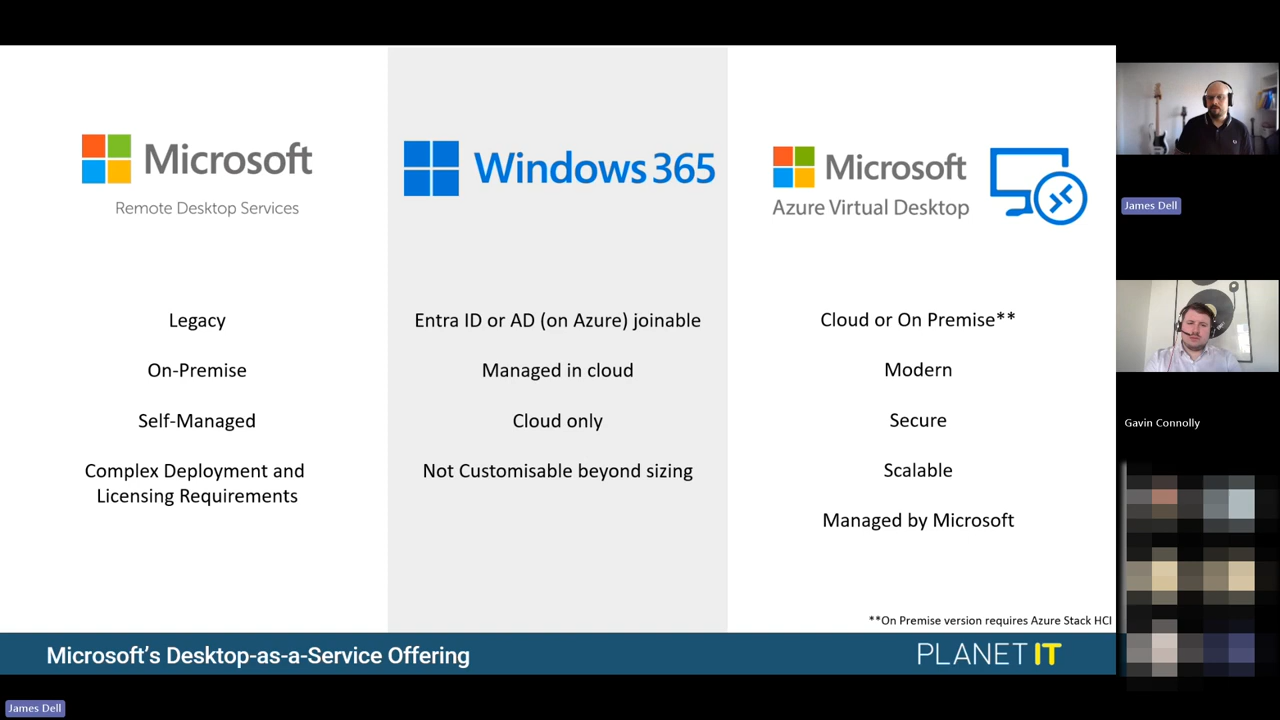 Microsoft
Remote Desktop Services
Legacy
On-Premise
Self-Managed
Complex Deployment and
Licensing Requirements
Windows 365
Entra ID or AD (on Azure) joinable
Managed in cloud
Cloud only
Not Customisable beyond sizing
Microsoft
Azure Virtual Desktop
Cloud or On Premise**
Modern
Secure
Scalable
Managed by Microsoft
**On Premise version requires Azure Stack HCI
Microsoft's Desktop-as-a-Service Offering
PLANET IT
James Dell
Gavin Connolly
James Dell